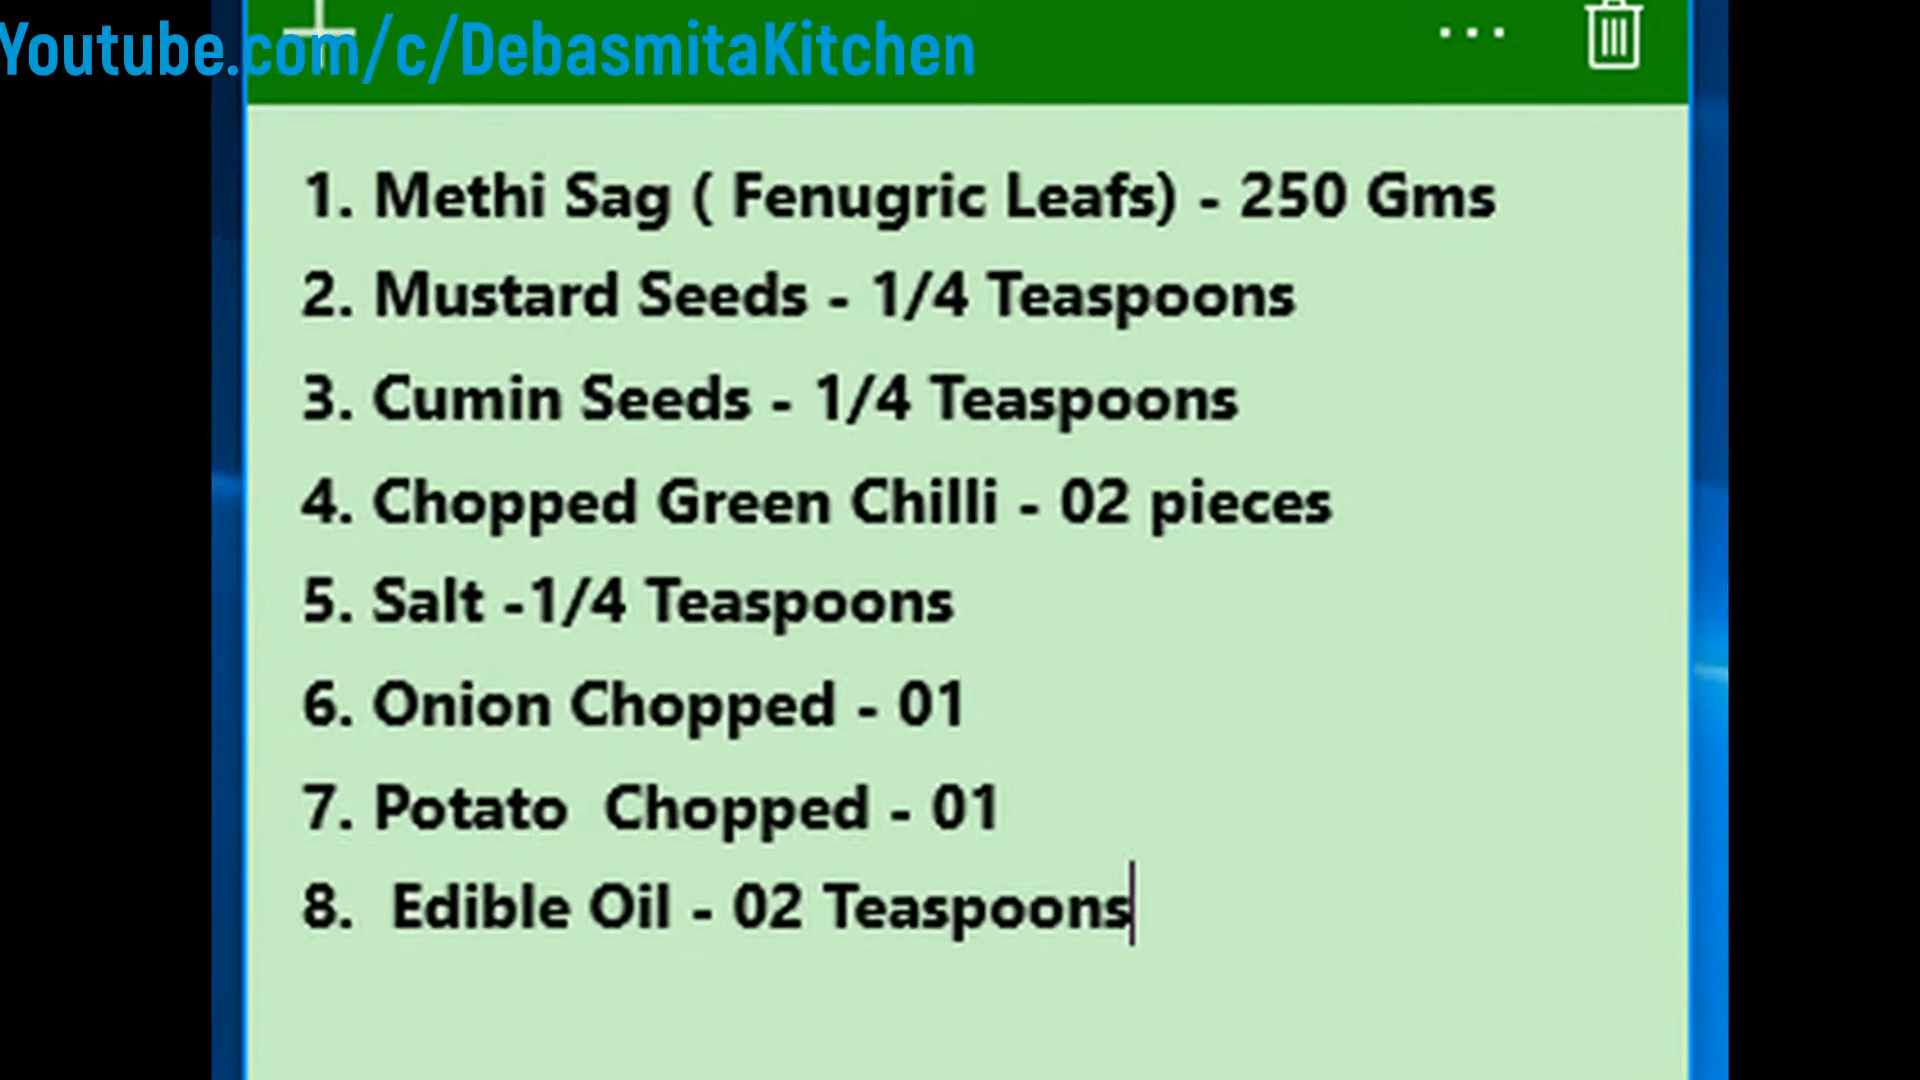 Youtube.com/c/DebasmitaKitchen
1. Methi Sag ( Fenugric Leafs) - 250 Gms
2. Mustard Seeds - 1/4 Teaspoons
3. Cumin Seeds - 1/4 Teaspoons
4. Chopped Green Chilli - 02 pieces
5. Salt -1/4 Teaspoons
6. Onion Chopped - 01
7. Potato  Chopped - 01
8.  Edible Oil - 02 Teaspoons